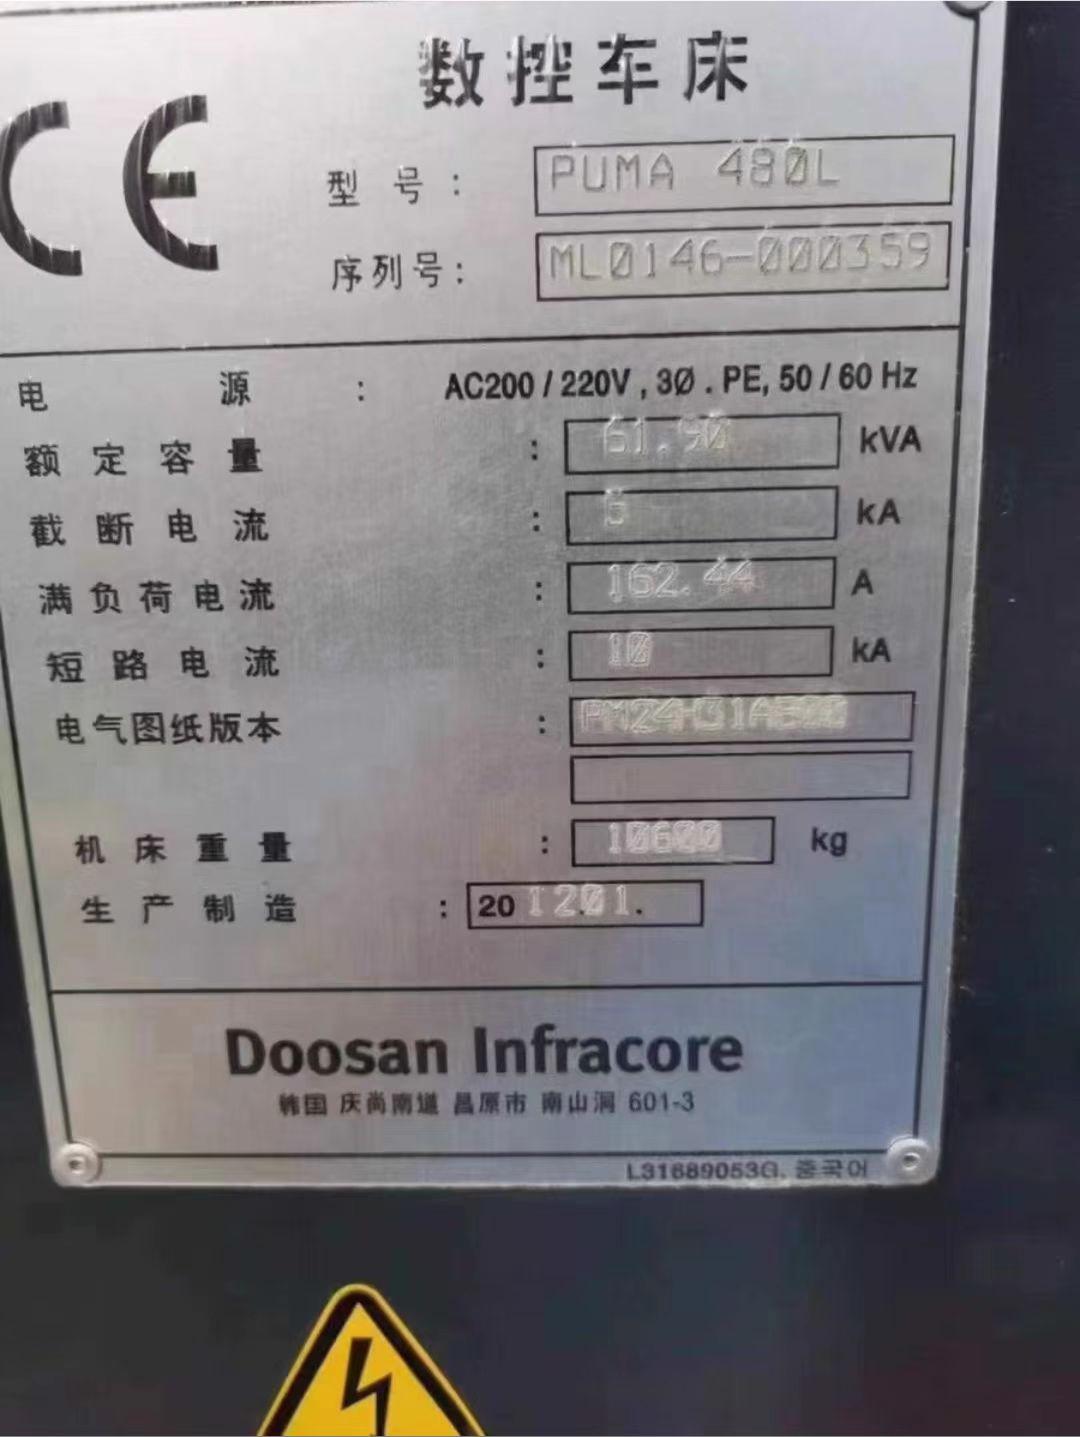 CE
数控车床
型号: PUMA 480L
序列号: ML0146-000359
电源: AC200/220V, 3Ø. PE, 50/60 Hz
额定容量: 61.90 kVA
截断电流: kA
满负荷电流: 162.44 A
短路电流: 10 kA
电气图纸版本:
机床重量: 10600 kg
生产制造: 201201.
Doosan Infracore
韩国 庆尚南道 昌原市 南山洞 601-3
L31689053G. 중국어